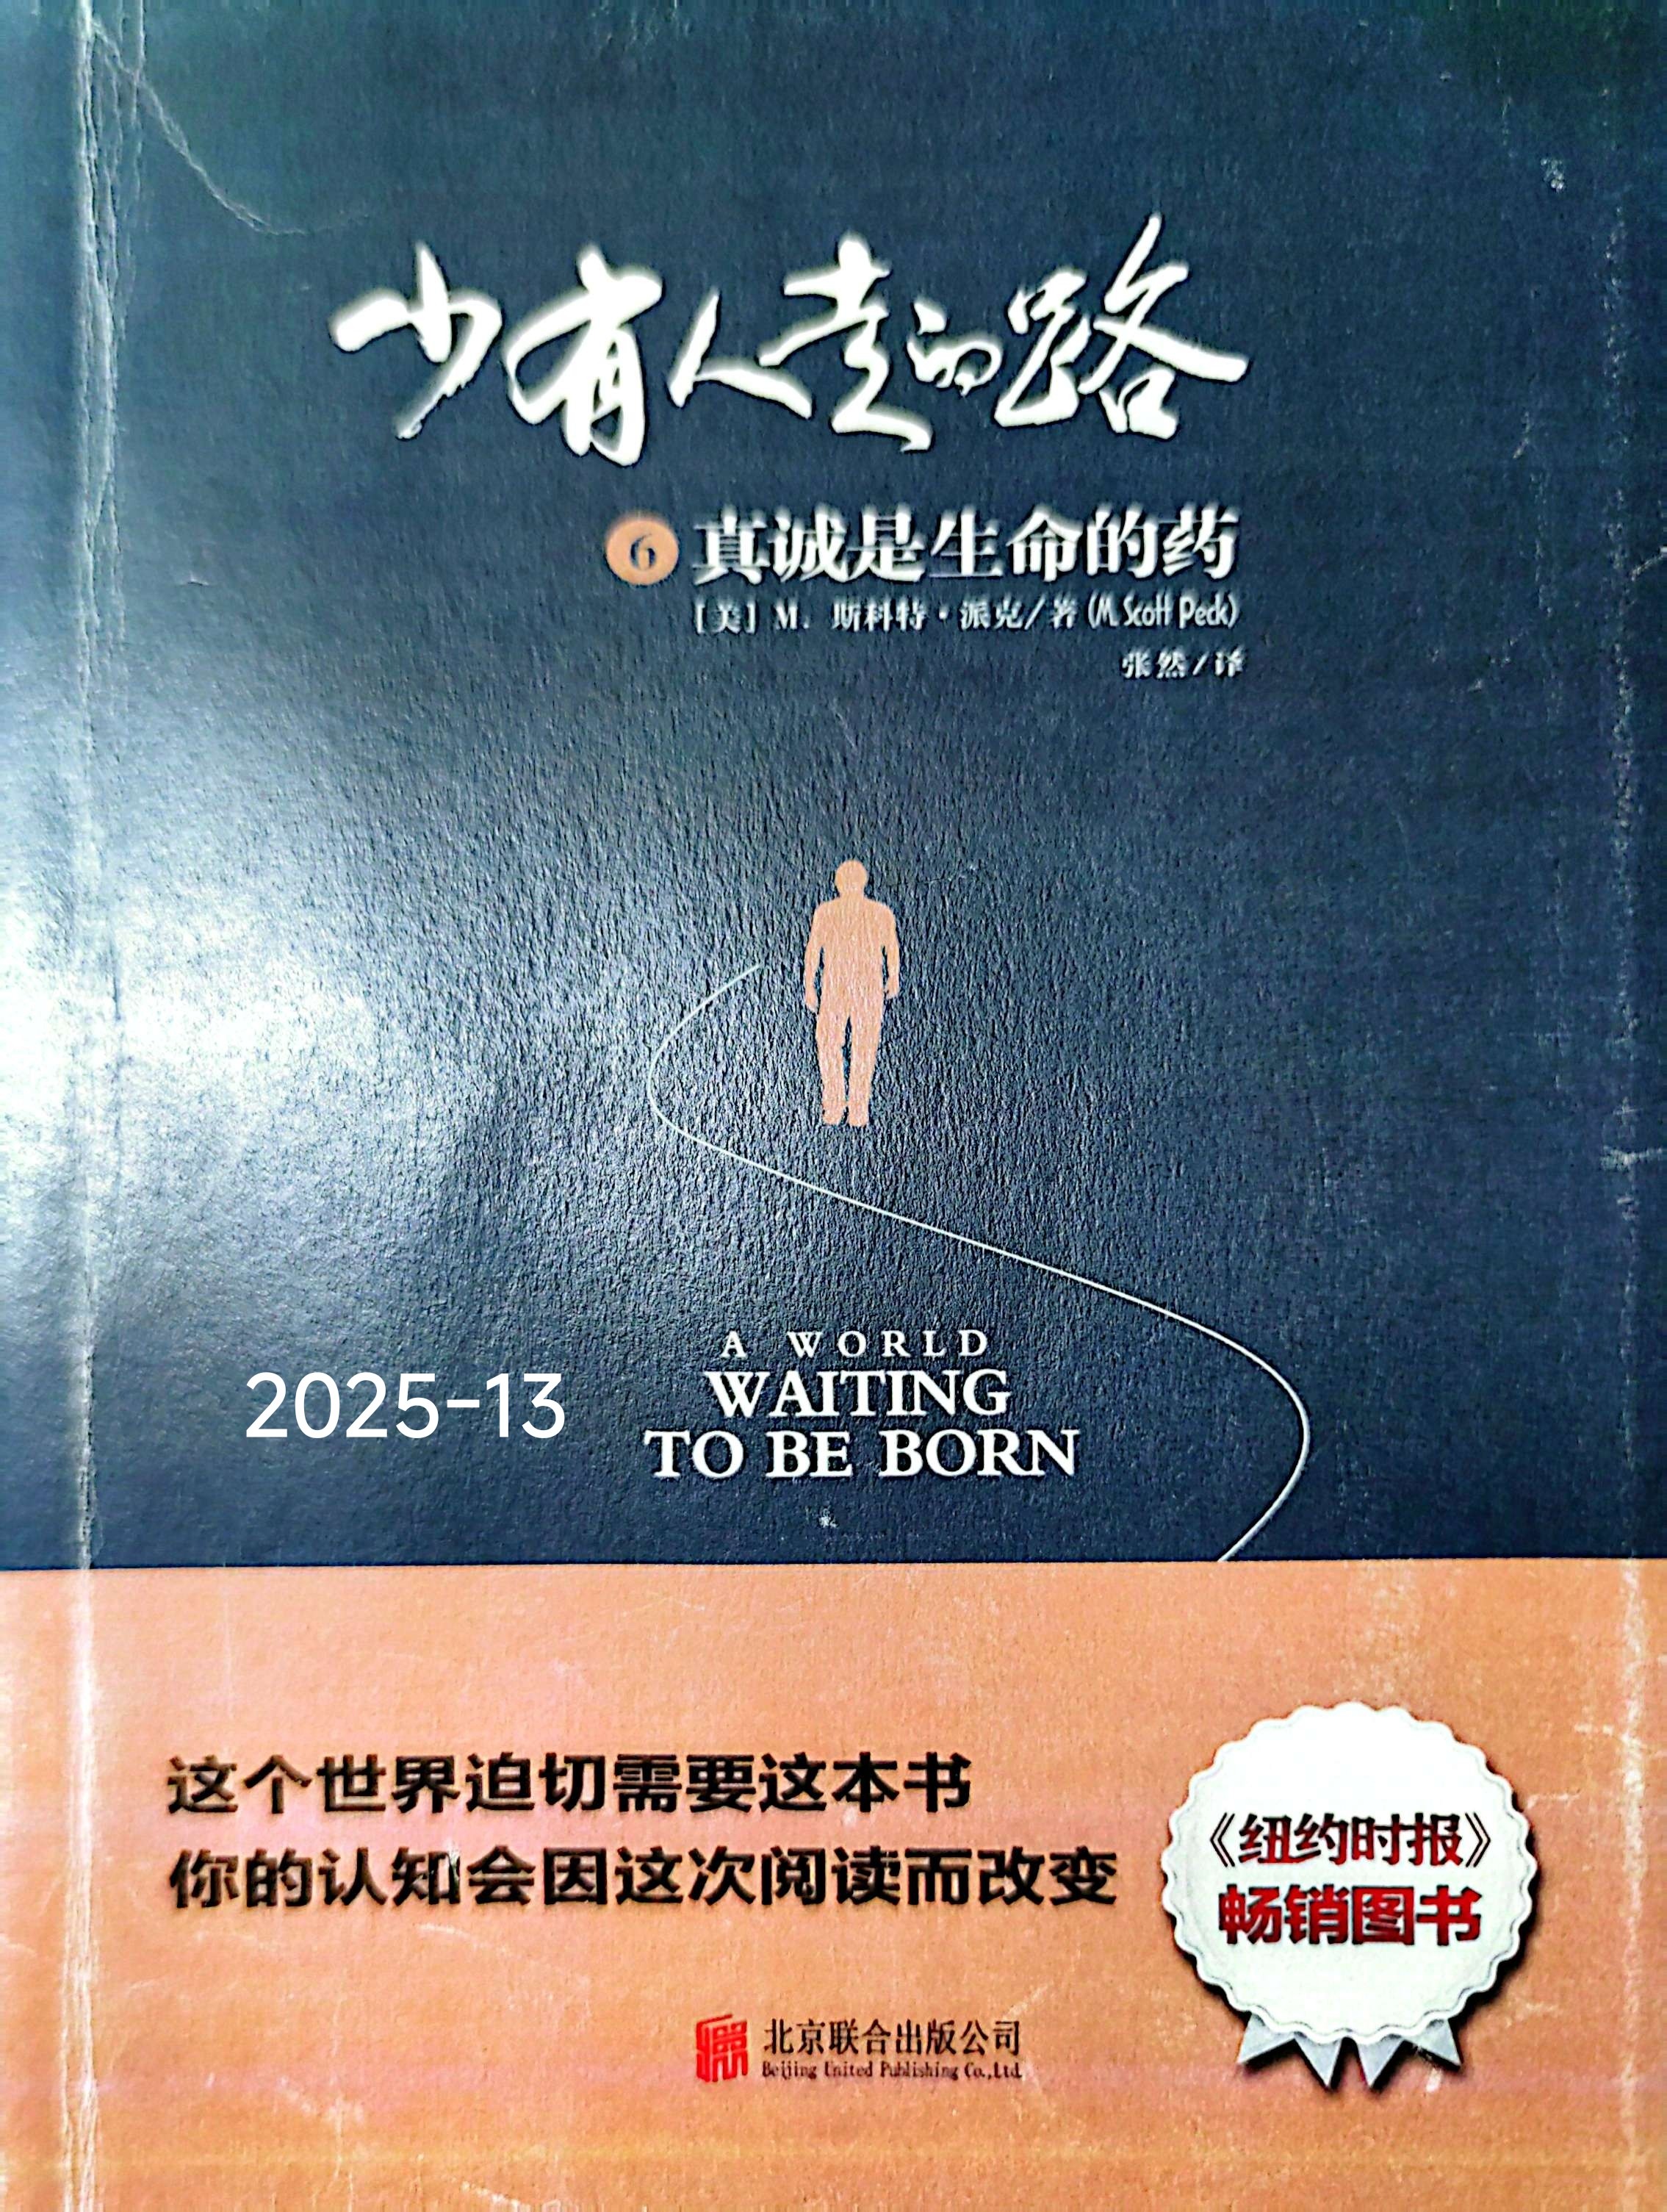 少有人走的路
6 真诚是生命的药
[美] M. 斯科特·派克/著 (M. Scott Peck)
张然/译
A WORLD
WAITING
TO BE BORN
2025-13
这个世界迫切需要这本书
你的认知会因这次阅读而改变
《纽约时报》
畅销图书
北京联合出版公司
Beijing United Publishing Co.,Ltd.